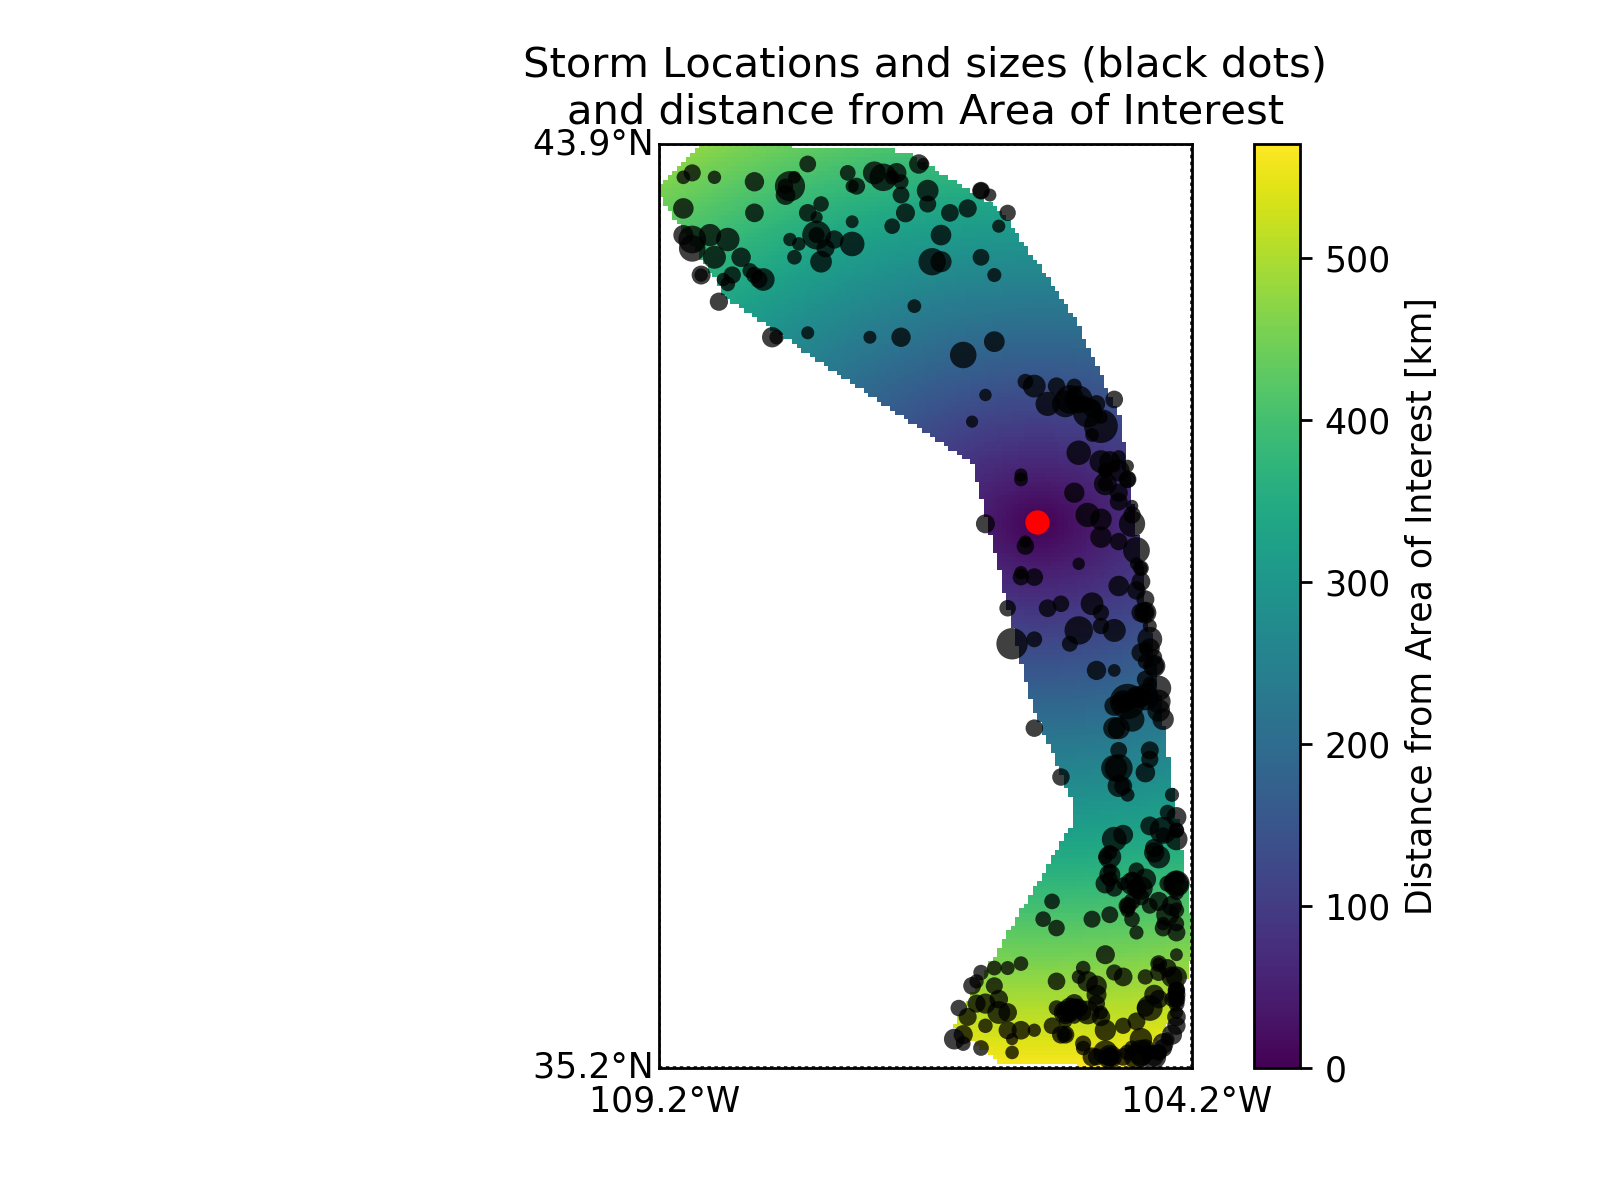 Storm Locations and sizes (black dots)
and distance from Area of Interest
43.9°N
35.2°N
109.2°W
104.2°W
500
400
300
200
100
0
Distance from Area of Interest [km]